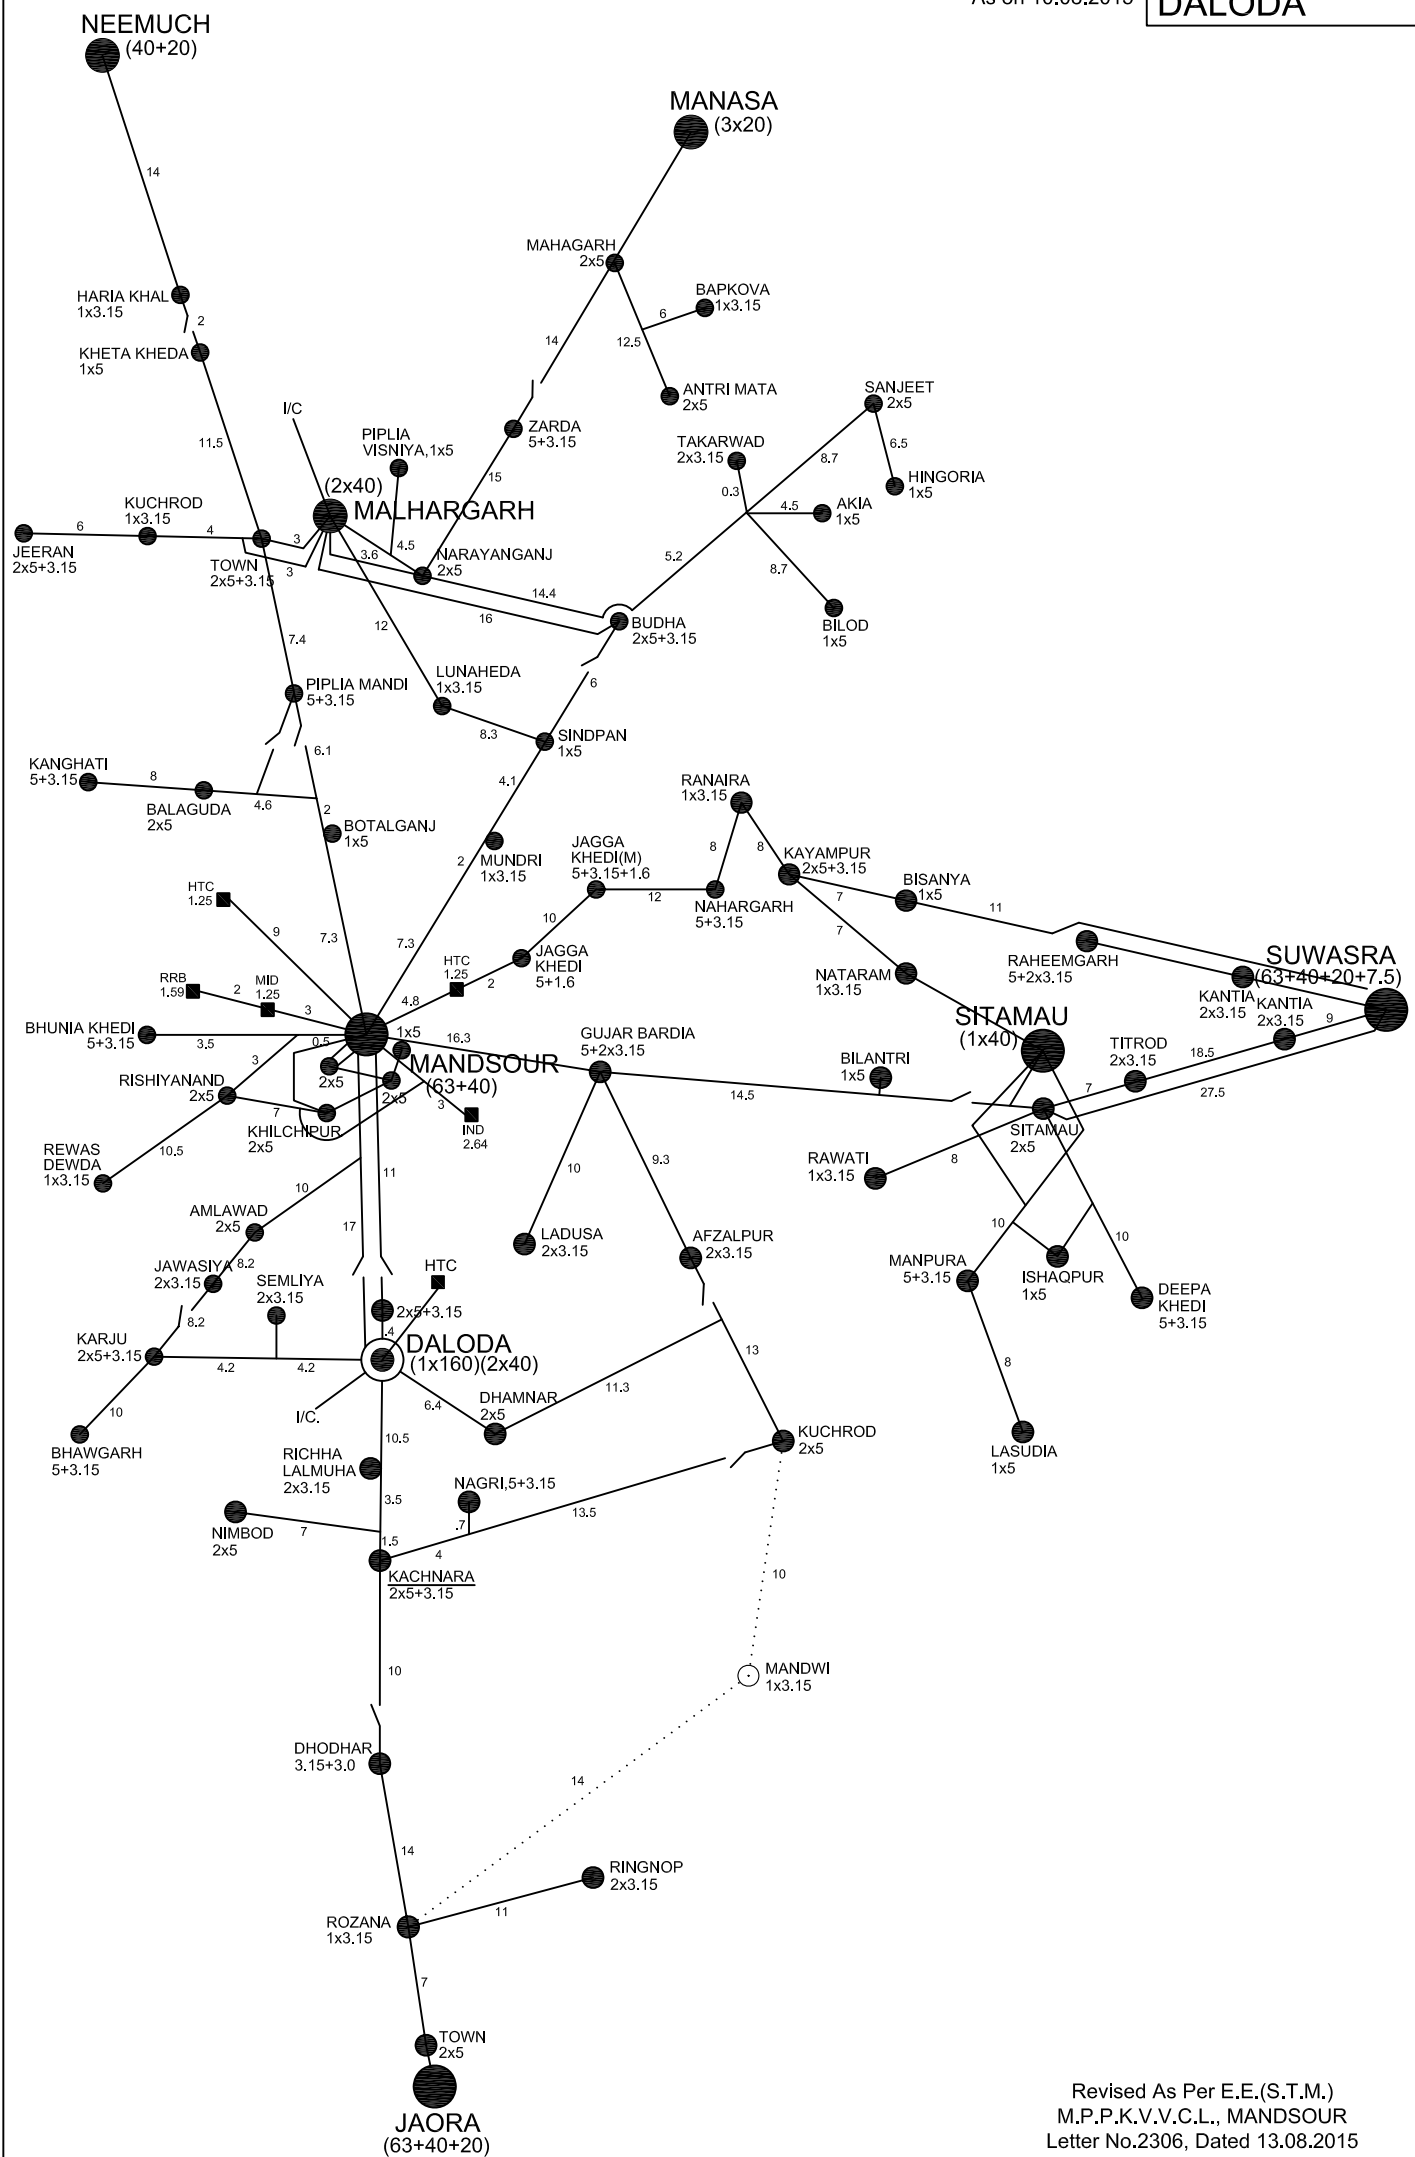 As on 10.08.2015
DALODA
NEEMUCH
(40+20)
MANASA
(3x20)
14
MAHAGARH
2x5
BAPKOVA
1x3.15
6
12.5
14
ANTRI MATA
2x5
HARIA KHAL
1x3.15
2
KHETA KHEDA
1x5
11.5
I/C
PIPLIA
VISNIYA,1x5
ZARDA
5+3.15
15
SANJEET
2x5
6.5
HINGORIA
1x5
TAKARWAD
2x3.15
8.7
0.3
4.5
AKIA
1x5
8.7
BILOD
1x5
5.2
(2x40)
MALHARGARH
KUCHROD
1x3.15
6
4
3
3
JEERAN
2x5+3.15
TOWN
2x5+3.15
3.6
4.5
NARAYANGANJ
2x5
14.4
16
BUDHA
2x5+3.15
12
7.4
LUNAHEDA
1x3.15
6
PIPLIA MANDI
5+3.15
8.3
SINDPAN
1x5
6.1
4.1
KANGHATI
5+3.15
8
BALAGUDA
2x5
4.6
2
BOTALGANJ
1x5
2
MUNDRI
1x3.15
JAGGA
KHEDI(M)
5+3.15+1.6
RANAIRA
1x3.15
8
8
KAYAMPUR
2x5+3.15
12
NAHARGARH
5+3.15
7
7
BISANYA
1x5
11
HTC
1.25
9
7.3
7.3
10
JAGGA
KHEDI
5+1.6
HTC
1.25
2
4.8
NATARAM
1x3.15
RAHEEMGARH
5+2x3.15
SUWASRA
(63+40+20+7.5)
KANTIA
2x3.15
KANTIA
2x3.15
9
RRB
1.59
2
MID
1.25
3
BHUNIA KHEDI
5+3.15
3.5
0.5
1x5
16.3
MANDSOUR
(63+40)
2x5
2x5
GUJAR BARDIA
5+2x3.15
BILANTRI
1x5
14.5
SITAMAU
(1x40)
TITROD
2x3.15
18.5
7
27.5
SITAMAU
2x5
3
RISHIYANAND
2x5
7
KHILCHIPUR
2x5
3
IND
2.64
REWAS
DEWDA
1x3.15
10.5
RAWATI
1x3.15
8
10
9.3
11
10
AMLAWAD
2x5
17
LADUSA
2x3.15
AFZALPUR
2x3.15
10
10
MANPURA
5+3.15
ISHAQPUR
1x5
DEEPA
KHEDI
5+3.15
8.2
JAWASIYA
2x3.15
SEMLIYA
2x3.15
HTC
2x5+3.15
.4
8.2
KARJU
2x5+3.15
4.2
4.2
DALODA
(1x160)(2x40)
13
8
10
I/C.
6.4
DHAMNAR
2x5
11.3
BHAWGARH
5+3.15
10.5
KUCHROD
2x5
LASUDIA
1x5
RICHHA
LALMUHA
2x3.15
3.5
NAGRI,5+3.15
.7
13.5
NIMBOD
2x5
7
1.5
4
KACHNARA
2x5+3.15
10
10
MANDWI
1x3.15
DHODHAR
3.15+3.0
14
14
RINGNOP
2x3.15
11
ROZANA
1x3.15
7
TOWN
2x5
JAORA
(63+40+20)
Revised As Per E.E.(S.T.M.)
M.P.P.K.V.V.C.L., MANDSOUR
Letter No.2306, Dated 13.08.2015